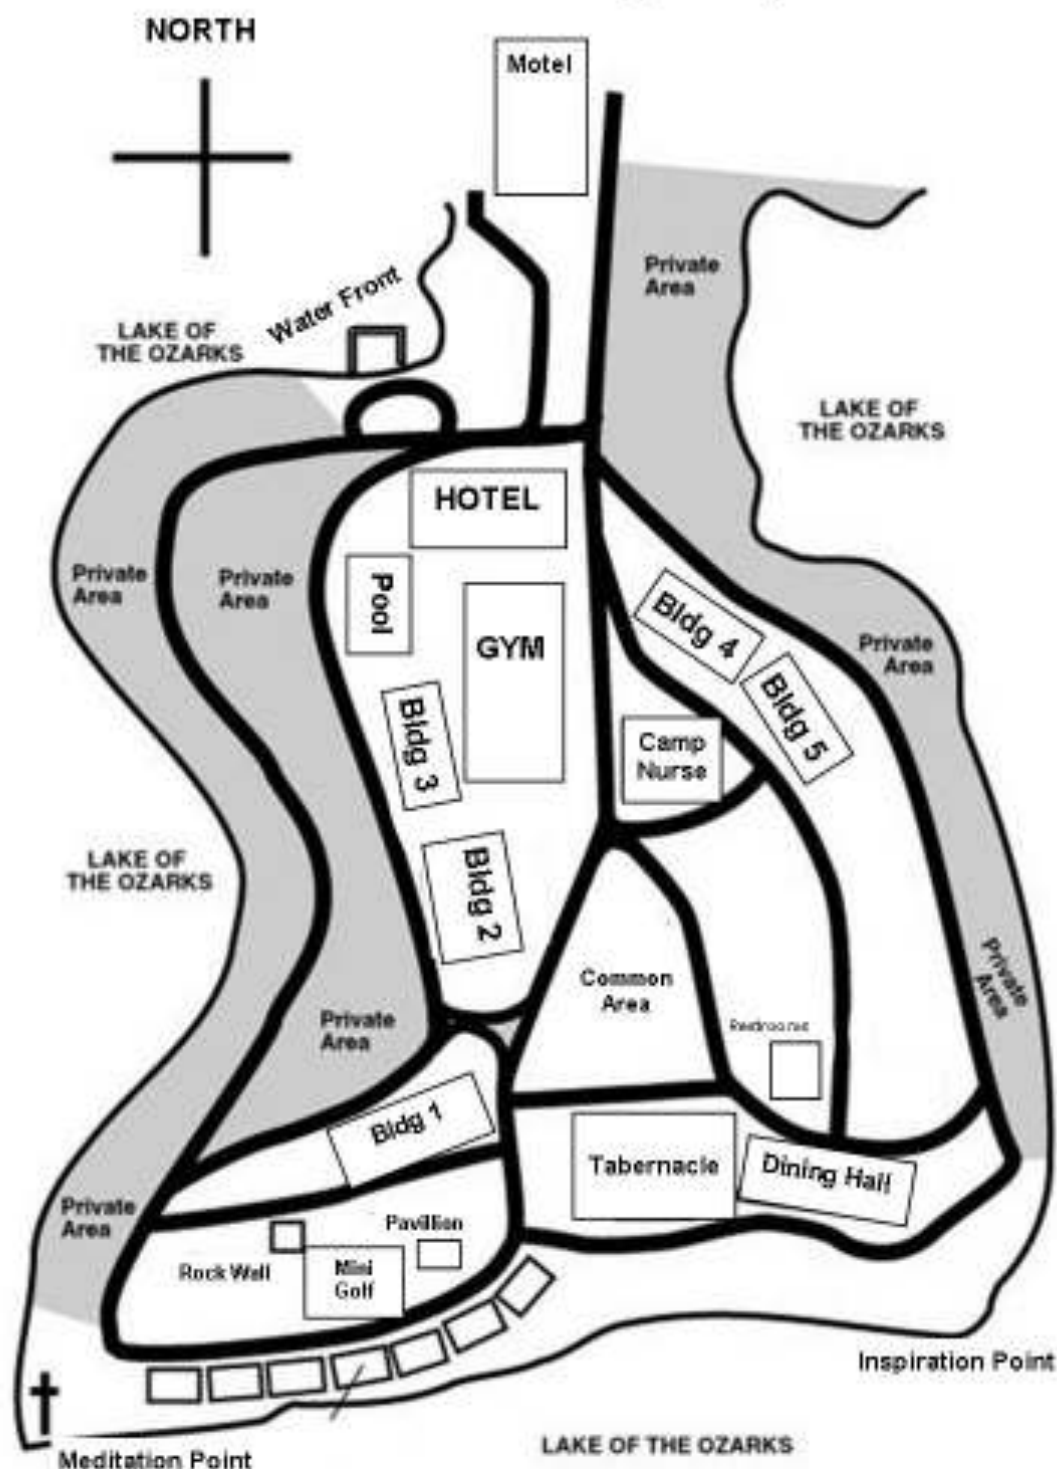 NORTH
Motel
Private
Area
Water Front
LAKE OF
THE OZARKS
LAKE OF
THE OZARKS
HOTEL
Private
Area
Private
Area
Pool
GYM
Bldg 4
Private
Area
Bldg 5
Bldg 3
Camp
Nurse
LAKE OF
THE OZARKS
Bldg 2
Common
Area
Private
Area
Private
Area
Restrooms
Bldg 1
Tabernacle
Dining Hall
Private
Area
Pavillion
Rock Wall
Mini
Golf
Inspiration Point
LAKE OF THE OZARKS
Meditation Point